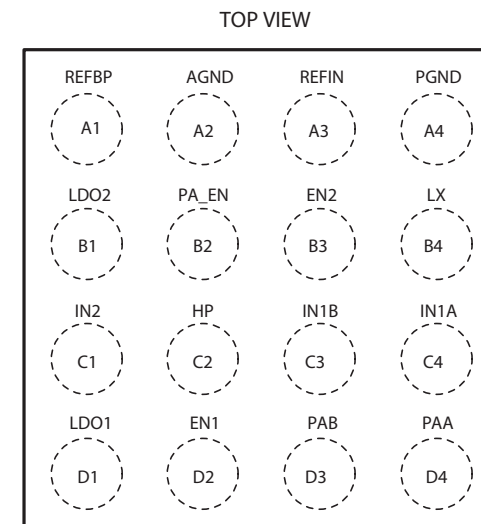 TOP VIEW
REFBP AGND REFIN PGND
A1 A2 A3 A4
LDO2 PA_EN EN2 LX
B1 B2 B3 B4
IN2 HP IN1B IN1A
C1 C2 C3 C4
LDO1 EN1 PAB PAA
D1 D2 D3 D4